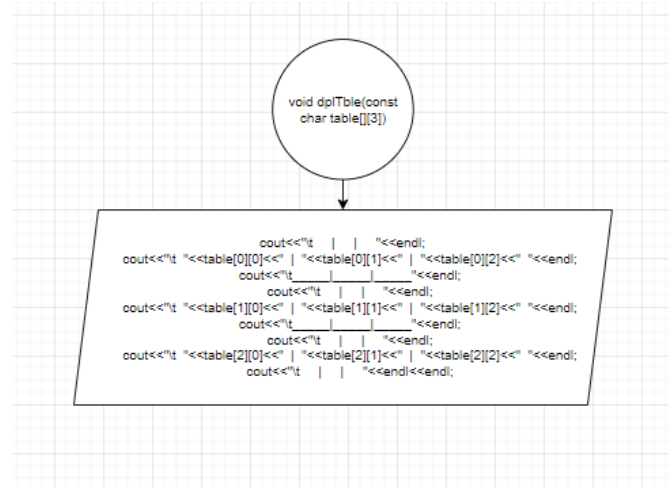 void dplTble(const
char table[][3])
cout<<"\t     |     |     "<<endl;
cout<<"\t  "<<table[0][0]<<"  |  "<<table[0][1]<<"  |  "<<table[0][2]<<"  "<<endl;
cout<<"\t_____|_____|_____"<<endl;
cout<<"\t     |     |     "<<endl;
cout<<"\t  "<<table[1][0]<<"  |  "<<table[1][1]<<"  |  "<<table[1][2]<<"  "<<endl;
cout<<"\t_____|_____|_____"<<endl;
cout<<"\t     |     |     "<<endl;
cout<<"\t  "<<table[2][0]<<"  |  "<<table[2][1]<<"  |  "<<table[2][2]<<"  "<<endl;
cout<<"\t     |     |     "<<endl<<endl;